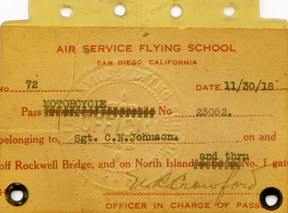 AIR SERVICE FLYING SCHOOL
SAN DIEGO, CALIFORNIA
NO. 72 DATE, 11/30/18
MOTORCYCLE
Pass No 23052.
belonging to, Sgt. C.N.Johnson. on and
and thru
off Rockwell Bridge, and on North Island No. 1 gate
Crawford
OFFICER IN CHARGE OF PASS